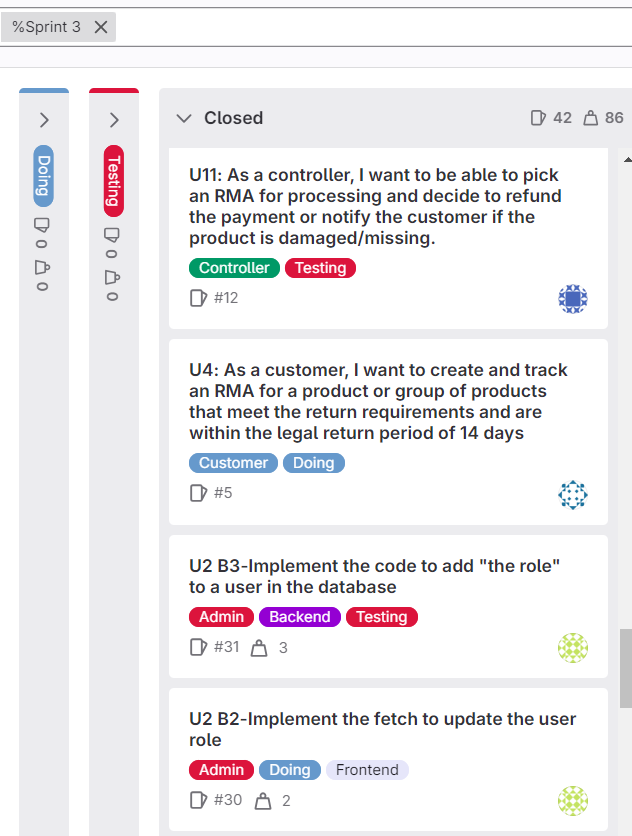 %Sprint 3
Doing
0
0
Testing
0
0
Closed 42 86
U11: As a controller, I want to be able to pick
an RMA for processing and decide to refund
the payment or notify the customer if the
product is damaged/missing.
Controller Testing
#12
U4: As a customer, I want to create and track
an RMA for a product or group of products
that meet the return requirements and are
within the legal return period of 14 days
Customer Doing
#5
U2 B3-Implement the code to add "the role"
to a user in the database
Admin Backend Testing
#31 3
U2 B2-Implement the fetch to update the user
role
Admin Doing Frontend
#30 2